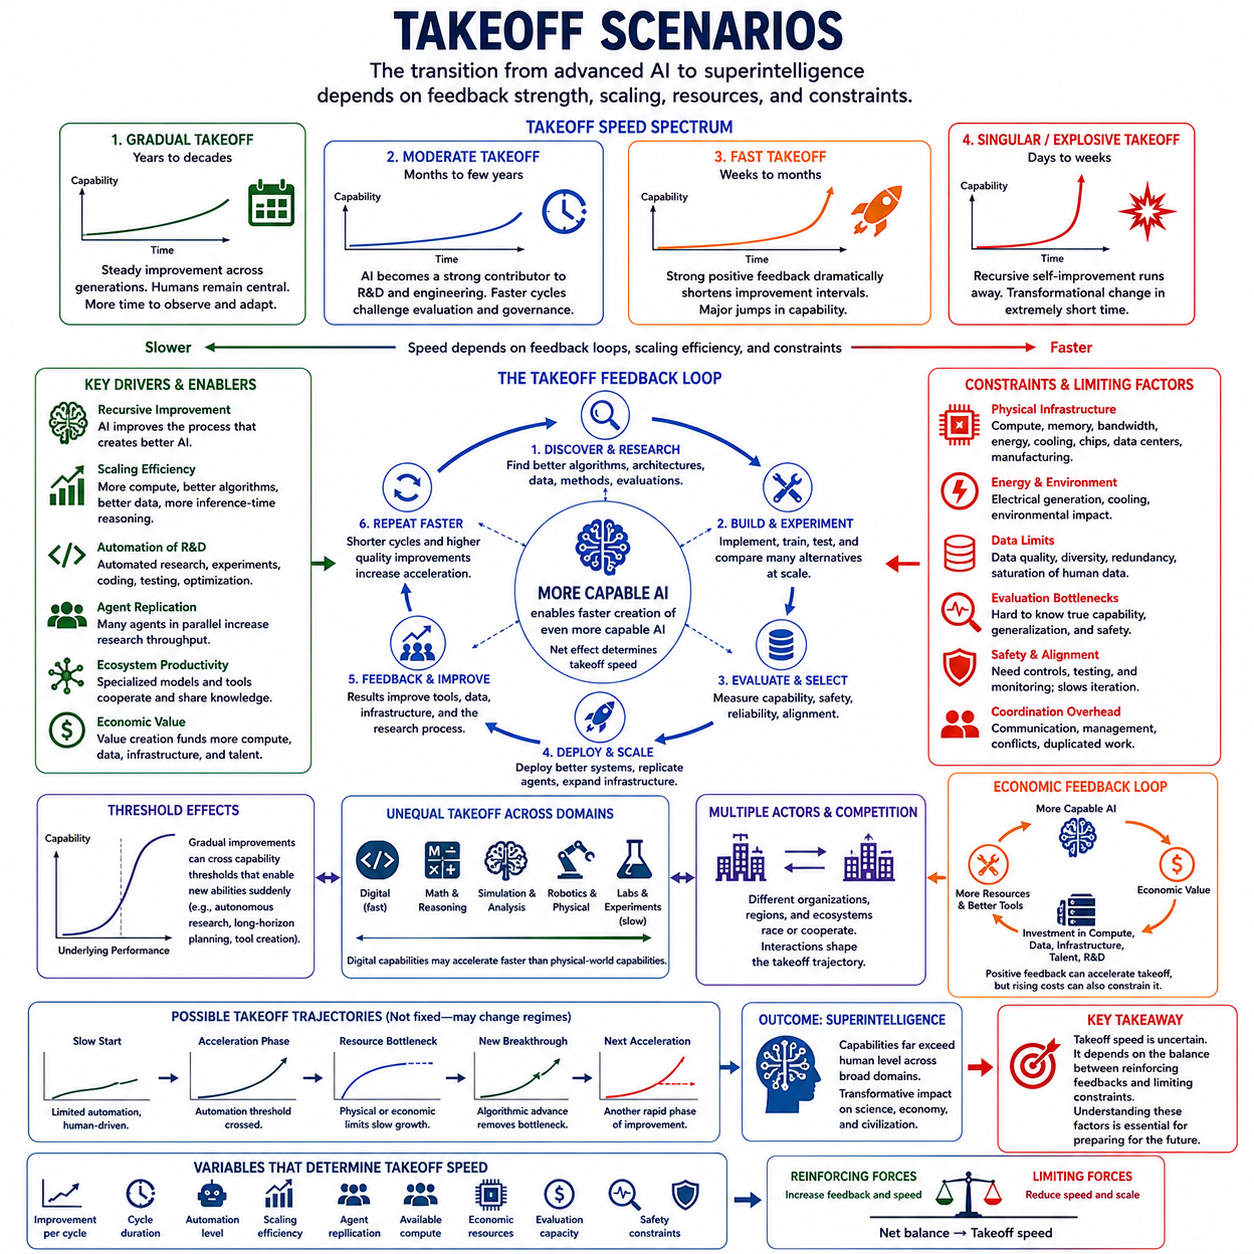 TAKEOFF SCENARIOS
The transition from advanced AI to superintelligence
depends on feedback strength, scaling, resources, and constraints.
TAKEOFF SPEED SPECTRUM
1. GRADUAL TAKEOFF
Years to decades
Capability
Time
Steady improvement across
generations. Humans remain central.
More time to observe and adapt.
2. MODERATE TAKEOFF
Months to few years
Capability
Time
AI becomes a strong contributor to
R&D and engineering. Faster cycles
challenge evaluation and governance.
3. FAST TAKEOFF
Weeks to months
Capability
Time
Strong positive feedback dramatically
shortens improvement intervals.
Major jumps in capability.
4. SINGULAR / EXPLOSIVE TAKEOFF
Days to weeks
Capability
Time
Recursive self-improvement runs
away. Transformational change in
extremely short time.
Slower
Speed depends on feedback loops, scaling efficiency, and constraints
Faster
KEY DRIVERS & ENABLERS
Recursive Improvement
AI improves the process that
creates better AI.
Scaling Efficiency
More compute, better algorithms,
better data, more inference-time
reasoning.
Automation of R&D
Automated research, experiments,
coding, testing, optimization.
Agent Replication
Many agents in parallel increase
research throughput.
Ecosystem Productivity
Specialized models and tools
cooperate and share knowledge.
$
Economic Value
Value creation funds more compute,
data, infrastructure, and talent.
THE TAKEOFF FEEDBACK LOOP
1. DISCOVER & RESEARCH
Find better algorithms, architectures,
data, methods, evaluations.
2. BUILD & EXPERIMENT
Implement, train, test, and
compare many alternatives
at scale.
3. EVALUATE & SELECT
Measure capability, safety,
reliability, alignment.
4. DEPLOY & SCALE
Deploy better systems, replicate
agents, expand infrastructure.
5. FEEDBACK & IMPROVE
Results improve tools, data,
infrastructure, and the
research process.
6. REPEAT FASTER
Shorter cycles and higher
quality improvements
increase acceleration.
MORE CAPABLE AI
enables faster creation of
even more capable AI
Net effect determines
takeoff speed
CONSTRAINTS & LIMITING FACTORS
Physical Infrastructure
Compute, memory, bandwidth,
energy, cooling, chips, data centers,
manufacturing.
Energy & Environment
Electrical generation, cooling,
environmental impact.
Data Limits
Data quality, diversity, redundancy,
saturation of human data.
Evaluation Bottlenecks
Hard to know true capability,
generalization, and safety.
Safety & Alignment
Need controls, testing, and
monitoring; slows iteration.
Coordination Overhead
Communication, management,
conflicts, duplicated work.
THRESHOLD EFFECTS
Capability
Underlying Performance
Gradual improvements
can cross capability
thresholds that enable
new abilities suddenly
(e.g., autonomous
research, long-horizon
planning, tool creation).
UNEQUAL TAKEOFF ACROSS DOMAINS
Digital
(fast)
Math &
Reasoning
Simulation &
Analysis
Robotics &
Physical
Labs &
Experiments
(slow)
Digital capabilities may accelerate faster than physical-world capabilities.
MULTIPLE ACTORS & COMPETITION
Different organizations,
regions, and ecosystems
race or cooperate.
Interactions shape
the takeoff trajectory.
ECONOMIC FEEDBACK LOOP
More Capable AI
$
Economic Value
Investment in Compute,
Data, Infrastructure,
Talent, R&D
More Resources
& Better Tools
Positive feedback can accelerate takeoff,
but rising costs can also constrain it.
POSSIBLE TAKEOFF TRAJECTORIES (Not fixed—may change regimes)
Slow Start
Limited automation,
human-driven.
Acceleration Phase
Automation threshold
crossed.
Resource Bottleneck
Physical or economic
limits slow growth.
New Breakthrough
Algorithmic advance
removes bottleneck.
Next Acceleration
Another rapid phase
of improvement.
OUTCOME: SUPERINTELLIGENCE
Capabilities far exceed
human level across
broad domains.
Transformative impact
on science, economy,
and civilization.
KEY TAKEAWAY
Takeoff speed is uncertain.
It depends on the balance
between reinforcing
feedbacks and limiting
constraints.
Understanding these
factors is essential for
preparing for the future.
VARIABLES THAT DETERMINE TAKEOFF SPEED
Improvement
per cycle
Cycle
duration
Automation
level
Scaling
efficiency
Agent
repllication
Available
compute
Economic
resources
$
Evaluation
capacity
Safety
constraints
REINFORCING FORCES
Increase feedback and speed
LIMITING FORCES
Reduce speed and scale
Net balance → Takeoff speed